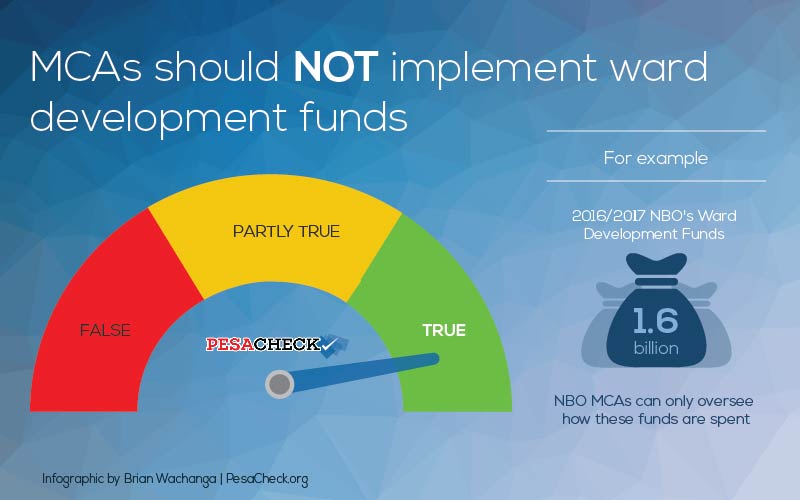 MCAs should NOT implement ward
development funds
For example
2016/2017 NBO's Ward
Development Funds
1.6
billion
NBO MCAs can only oversee
how these funds are spent
FALSE
PARTLY TRUE
TRUE
PESACHECK
Infographic by Brian Wachanga | PesaCheck.org